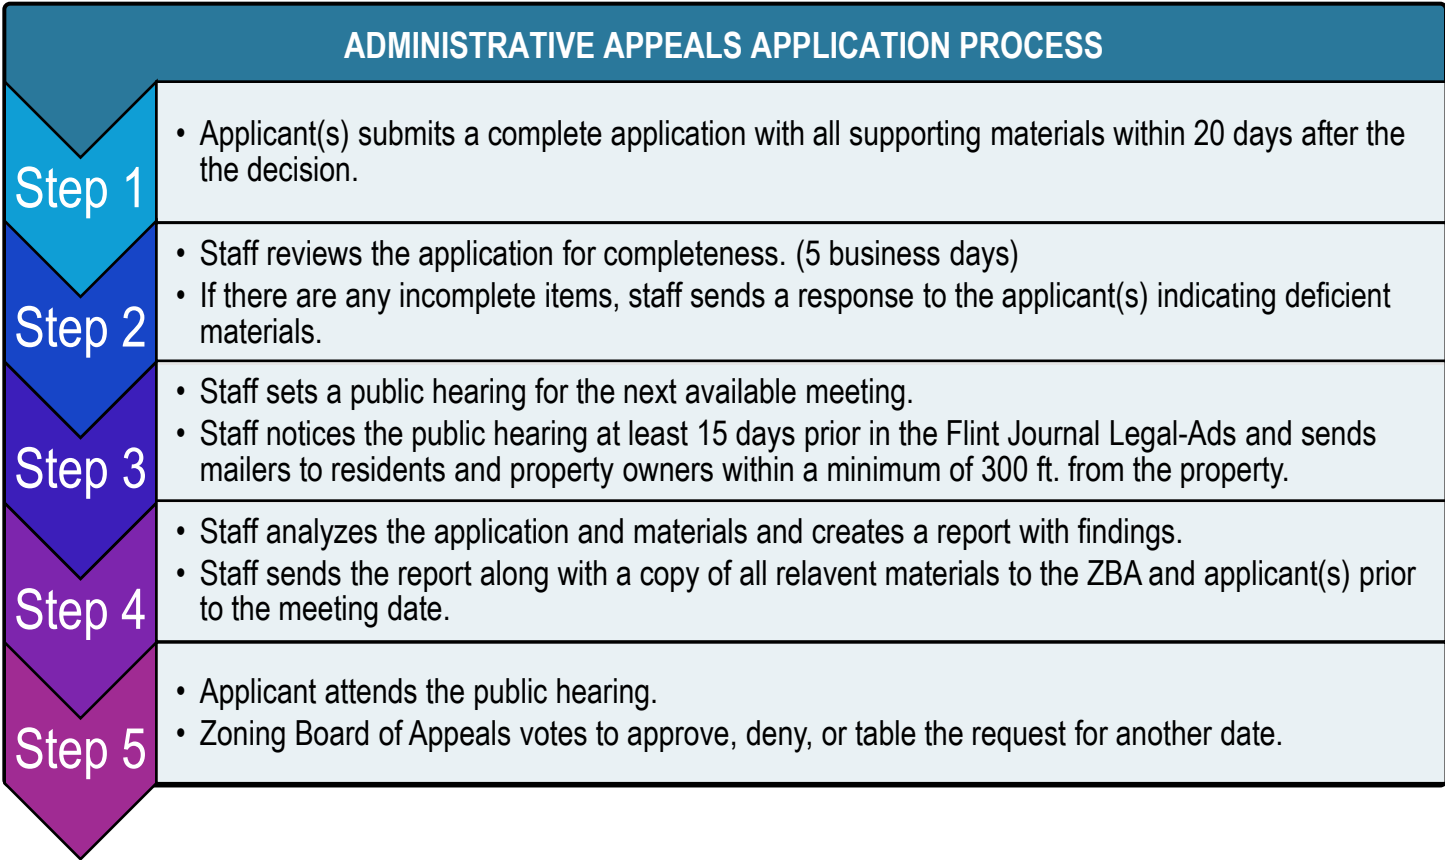 ADMINISTRATIVE APPEALS APPLICATION PROCESS
Step 1
• Applicant(s) submits a complete application with all supporting materials within 20 days after the
the decision.
Step 2
• Staff reviews the application for completeness. (5 business days)
• If there are any incomplete items, staff sends a response to the applicant(s) indicating deficient
materials.
Step 3
• Staff sets a public hearing for the next available meeting.
• Staff notices the public hearing at least 15 days prior in the Flint Journal Legal-Ads and sends
mailers to residents and property owners within a minimum of 300 ft. from the property.
Step 4
• Staff analyzes the application and materials and creates a report with findings.
• Staff sends the report along with a copy of all relavent materials to the ZBA and applicant(s) prior
to the meeting date.
Step 5
• Applicant attends the public hearing.
• Zoning Board of Appeals votes to approve, deny, or table the request for another date.